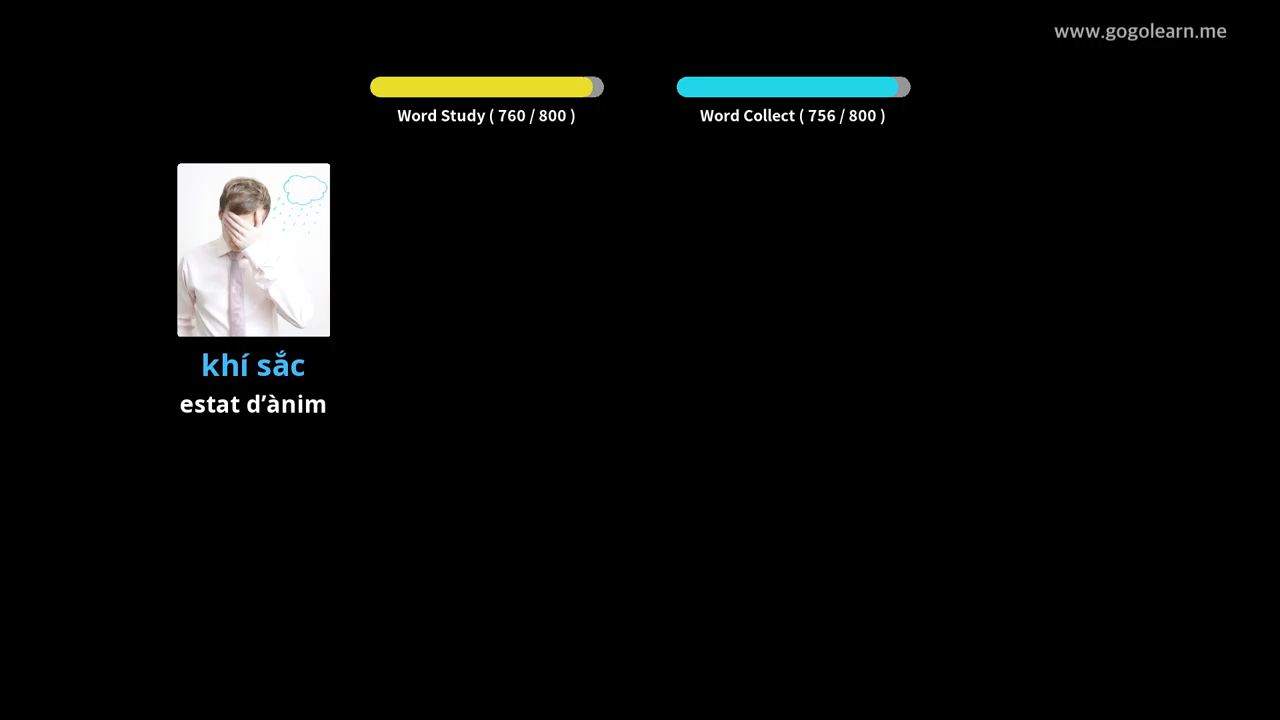 www.gogolearn.me
Word Study ( 760 / 800 )
Word Collect ( 756 / 800 )
khí sắc
estat d’ànim